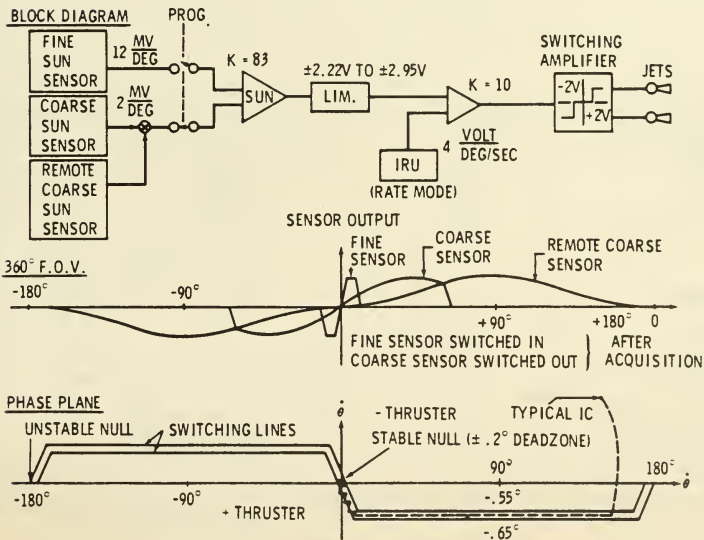 BLOCK DIAGRAM
PROG.
FINE
SUN
SENSOR
12 MV
DEG
COARSE
SUN
SENSOR
2 MV
DEG
REMOTE
COARSE
SUN
SENSOR
K = 83
SUN
±2.22V TO ±2.95V
LIM.
K = 10
4 VOLT
DEG/SEC
IRU
(RATE MODE)
SWITCHING
AMPLIFIER
-2V
+2V
JETS
SENSOR OUTPUT
FINE
SENSOR
COARSE
SENSOR
REMOTE COARSE
SENSOR
360° F.O.V.
-180°
-90°
+90°
+180°
0
FINE SENSOR SWITCHED IN
COARSE SENSOR SWITCHED OUT
AFTER
ACQUISITION
PHASE PLANE
UNSTABLE NULL
SWITCHING LINES
θ̇
-THRUSTER
TYPICAL IC
STABLE NULL (± .2° DEADZONE)
-180°
-90°
90°
180°
θ̇
+ THRUSTER
-.55°
-.65°